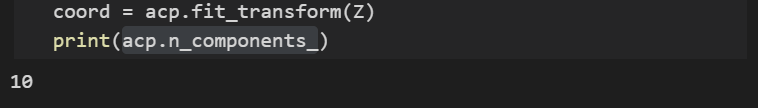 coord = acp.fit_transform(Z)
print(acp.n_components_)
10